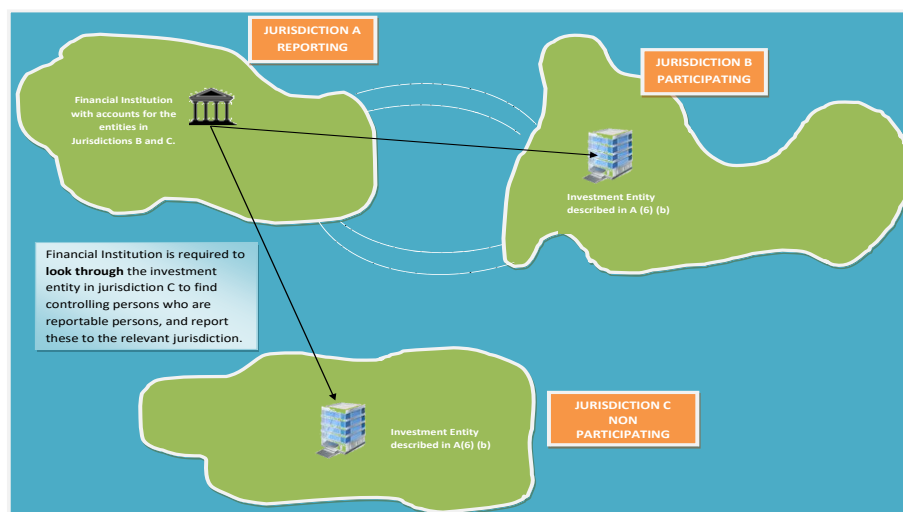 JURISDICTION A
REPORTING
JURISDICTION B
PARTICIPATING
Financial Institution
with accounts for the
entities in
Jurisdictions B and C.
Investment Entity
described in A (6) (b)
Financial Institution is required to
look through the investment
entity in jurisdiction C to find
controlling persons who are
reportable persons, and report
these to the relevant jurisdiction.
JURISDICTION C
NON
PARTICIPATING
Investment Entity
described in A(6) (b)